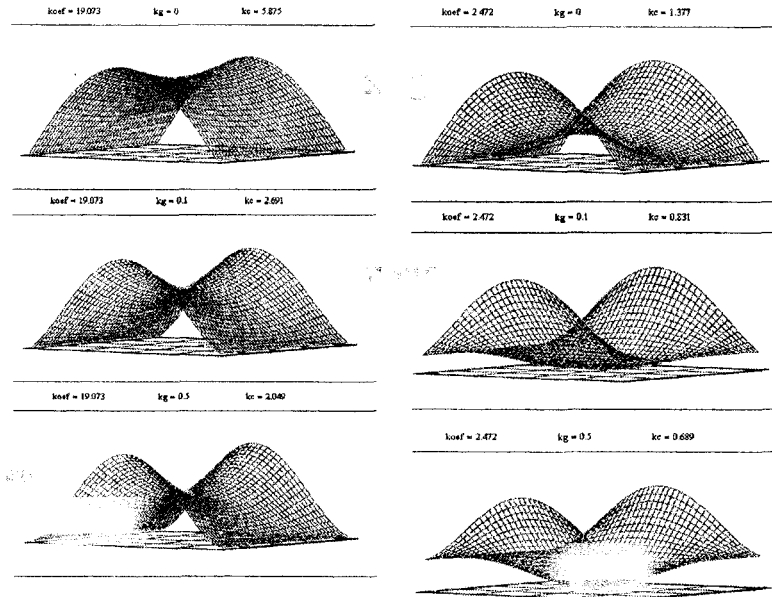 koef = 19.073 kg = 0 kc = 5.875
koef = 2.472 kg = 0 kc = 1.377
koef = 19.073 kg = 0.1 kc = 2.691
koef = 2.472 kg = 0.1 kc = 0.831
koef = 19.073 kg = 0.5 kc = 2.049
koef = 2.472 kg = 0.5 kc = 0.689